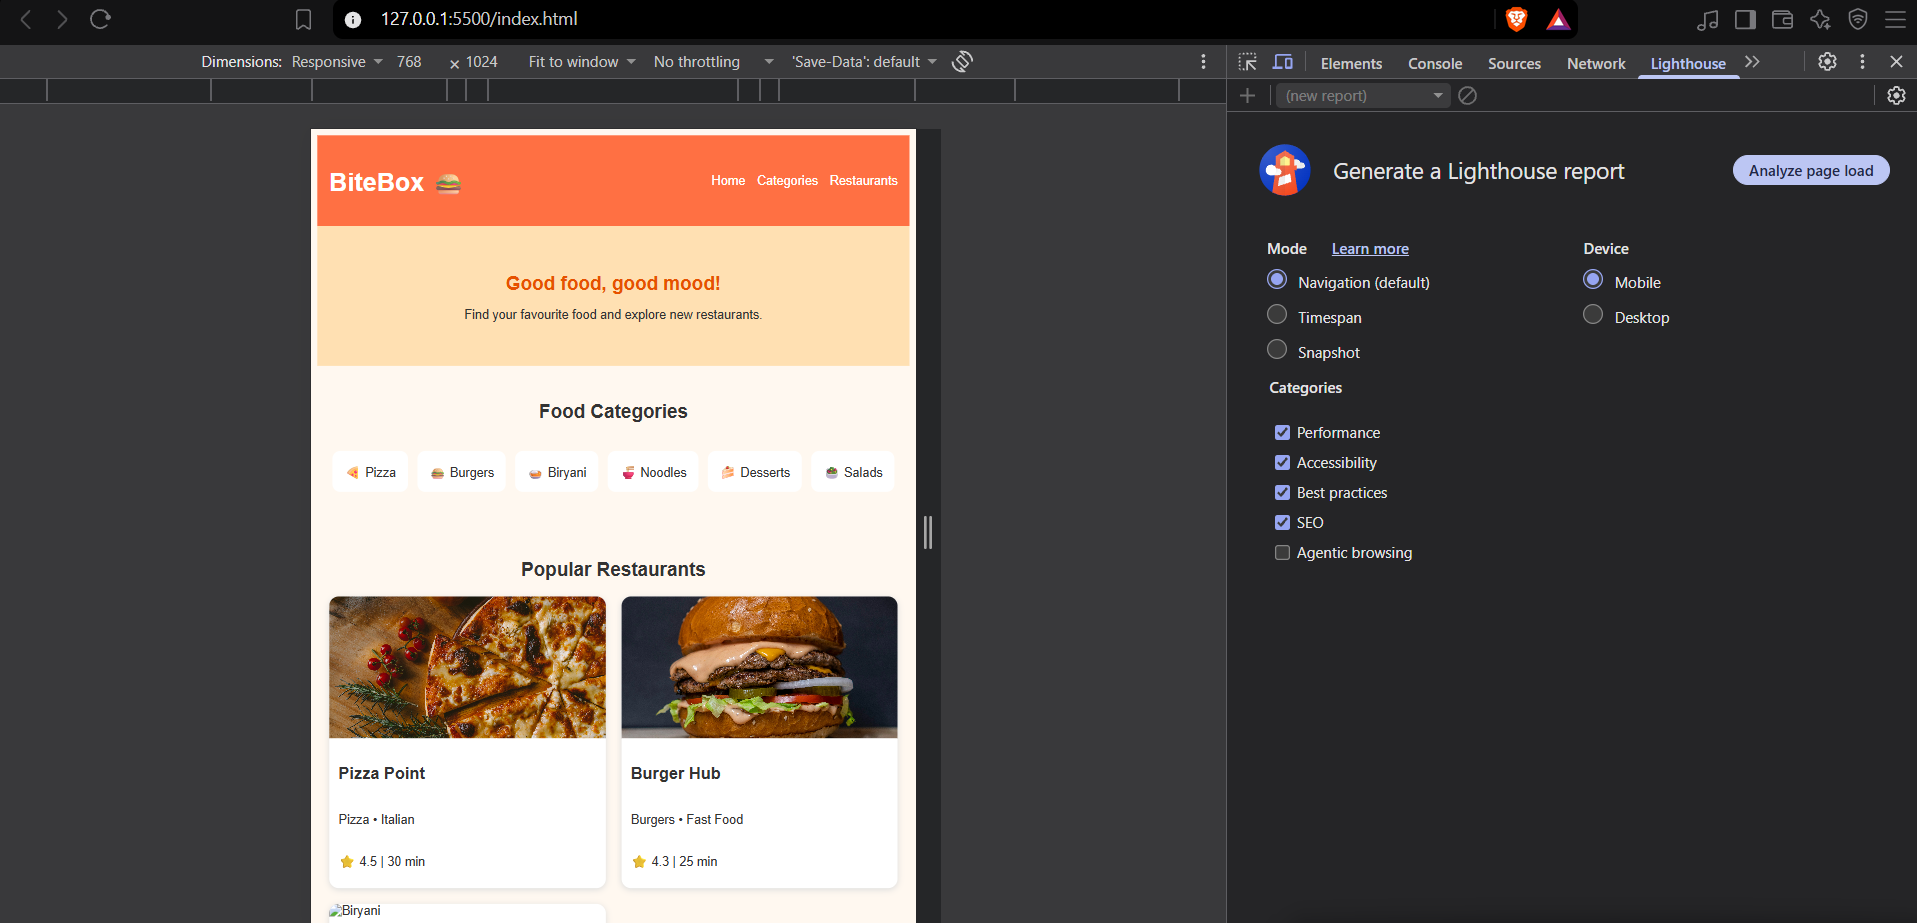 127.0.0.1:5500/index.html
Dimensions: Responsive 768 × 1024 Fit to window No throttling 'Save-Data': default
Elements Console Sources Network Lighthouse
(new report)
BiteBox 🍔
Home Categories Restaurants
Good food, good mood!
Find your favourite food and explore new restaurants.
Food Categories
🍕 Pizza 🍔 Burgers 🍛 Biryani 🍜 Noodles 🍰 Desserts 🥗 Salads
Popular Restaurants
Pizza Point
Pizza • Italian
⭐ 4.5 | 30 min
Burger Hub
Burgers • Fast Food
⭐ 4.3 | 25 min
Biryani
Generate a Lighthouse report
Analyze page load
Mode Learn more
Navigation (default)
Timespan
Snapshot
Device
Mobile
Desktop
Categories
Performance
Accessibility
Best practices
SEO
Agentic browsing